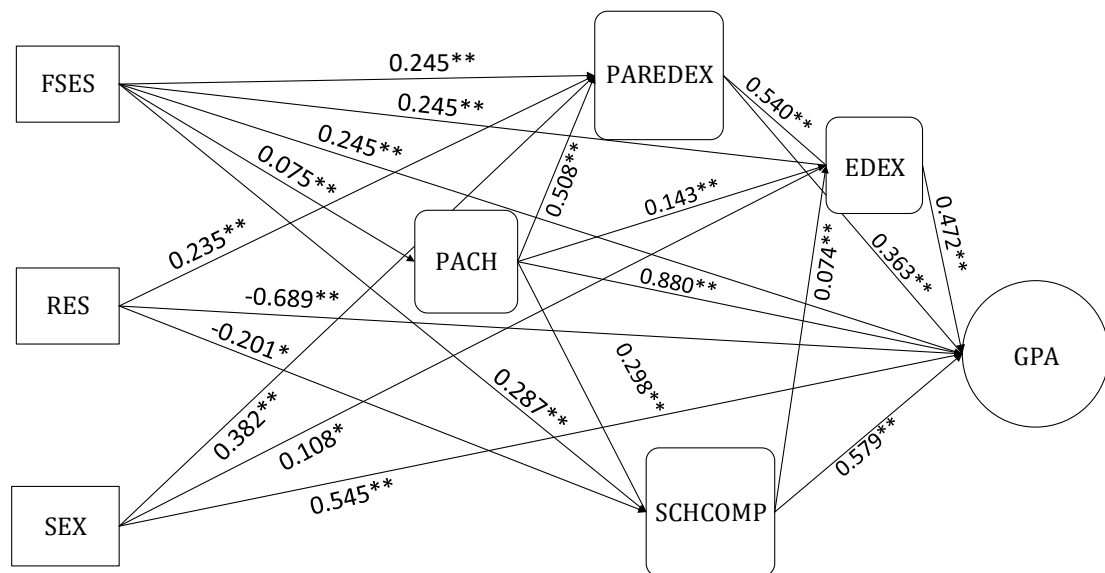 FSES
RES
SEX
PAREDEX
PACH
SCHCOMP
EDEX
GPA
0.245**
0.245**
0.245**
0.075**
0.287**
0.235**
-0.689**
-0.201*
0.382**
0.108*
0.545**
0.508**
0.143**
0.880**
0.298**
0.540**
0.363**
0.074**
0.579**
0.472**